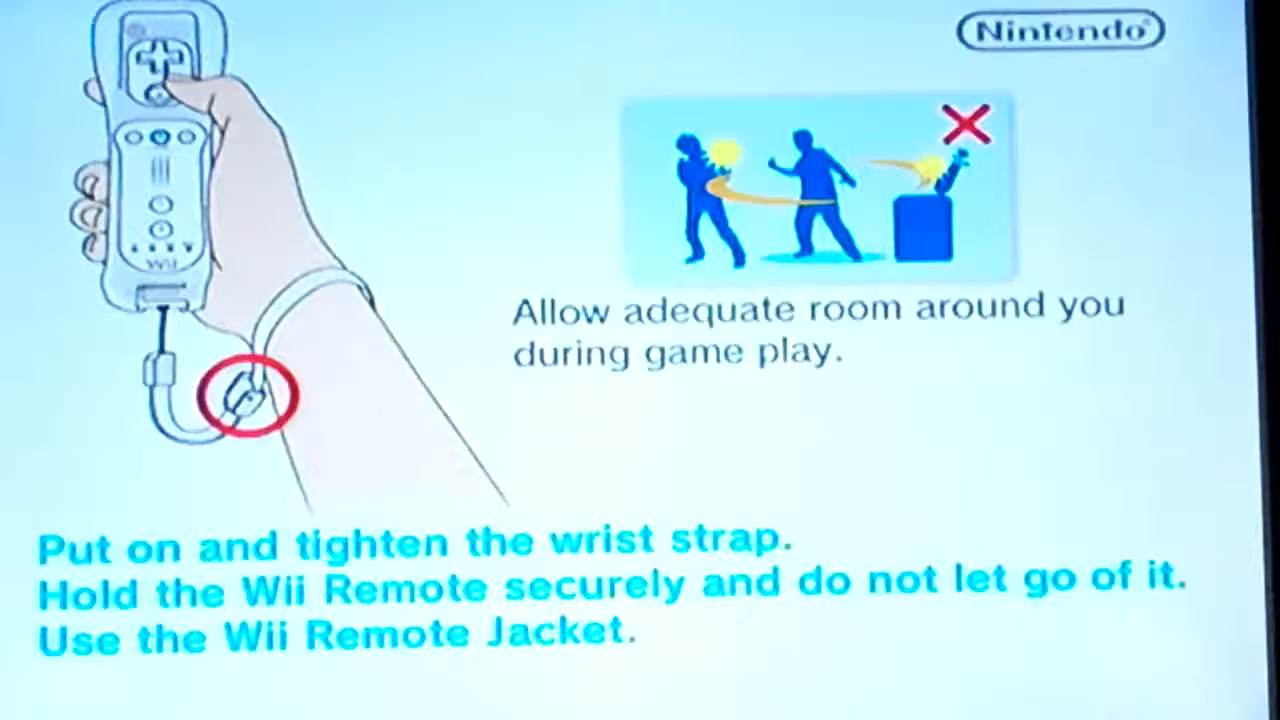 Nintendo®
Wii
Allow adequate room around you
during game play.
Put on and tighten the wrist strap.
Hold the Wii Remote securely and do not let go of it.
Use the Wii Remote Jacket.